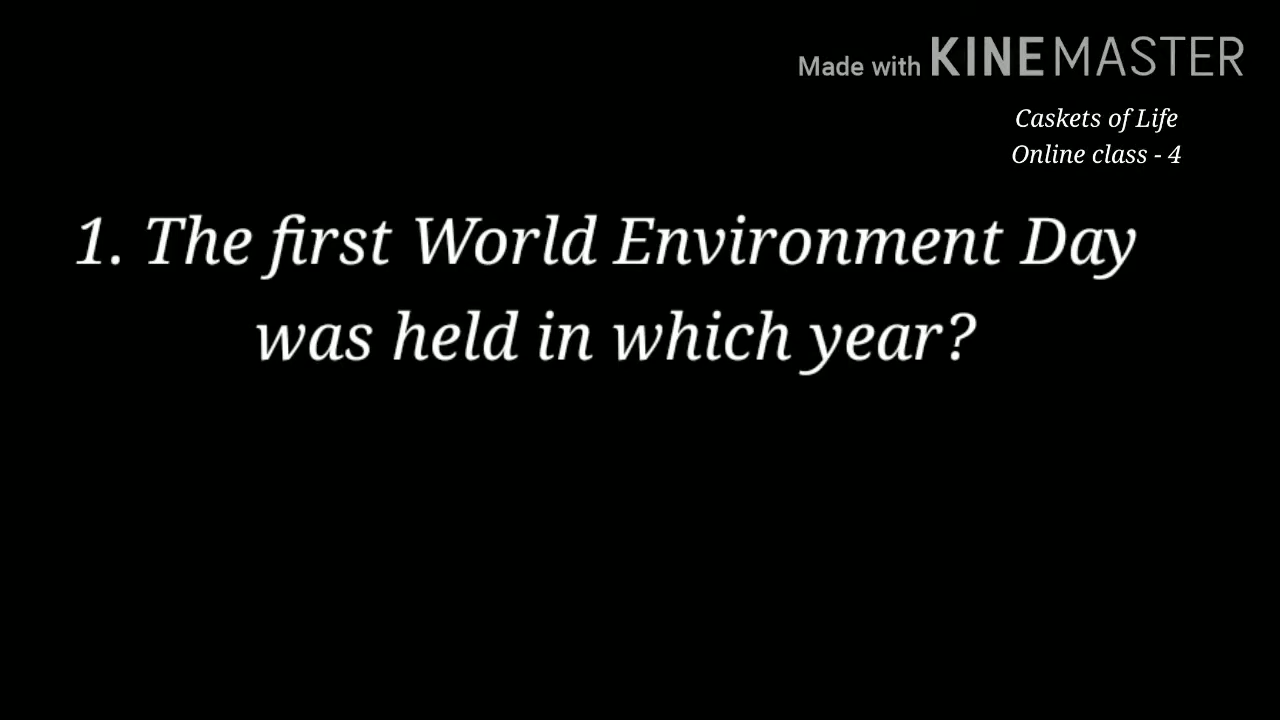 Made with KINEMASTER
Caskets of Life
Online class - 4
1. The first World Environment Day
was held in which year?